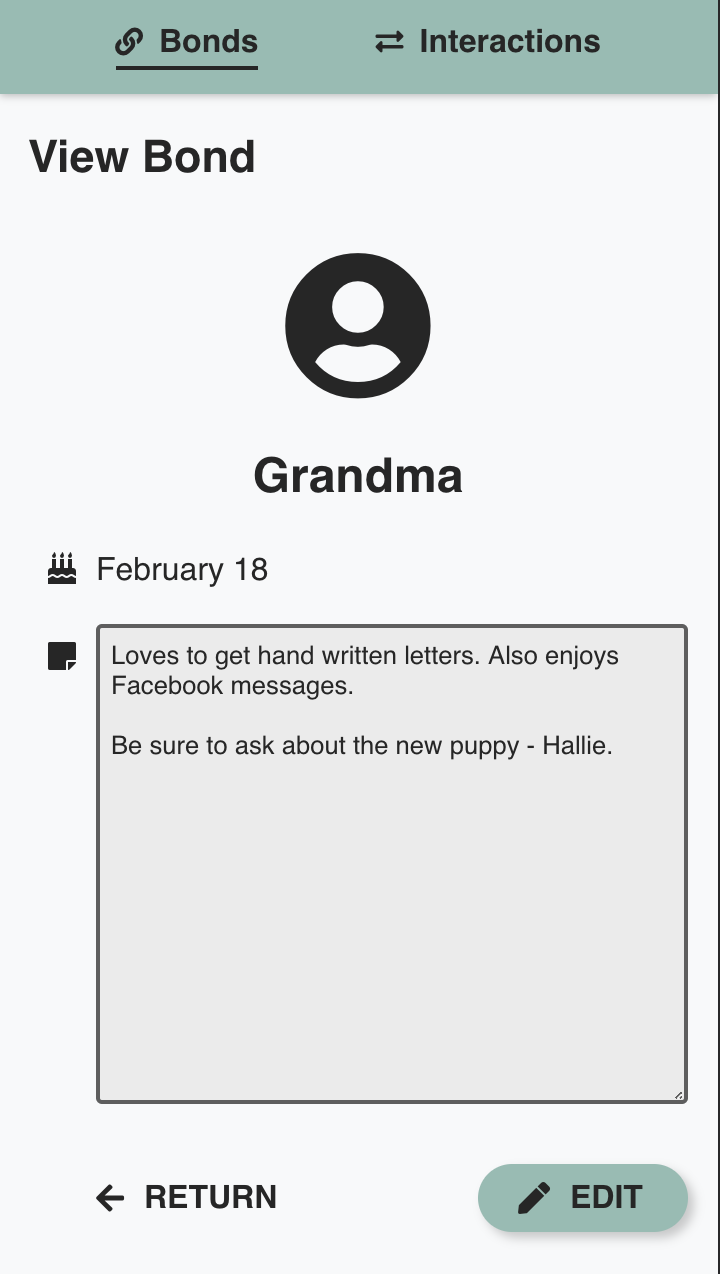 Bonds Interactions
View Bond
Grandma
February 18
Loves to get hand written letters. Also enjoys
Facebook messages.
Be sure to ask about the new puppy - Hallie.
RETURN EDIT